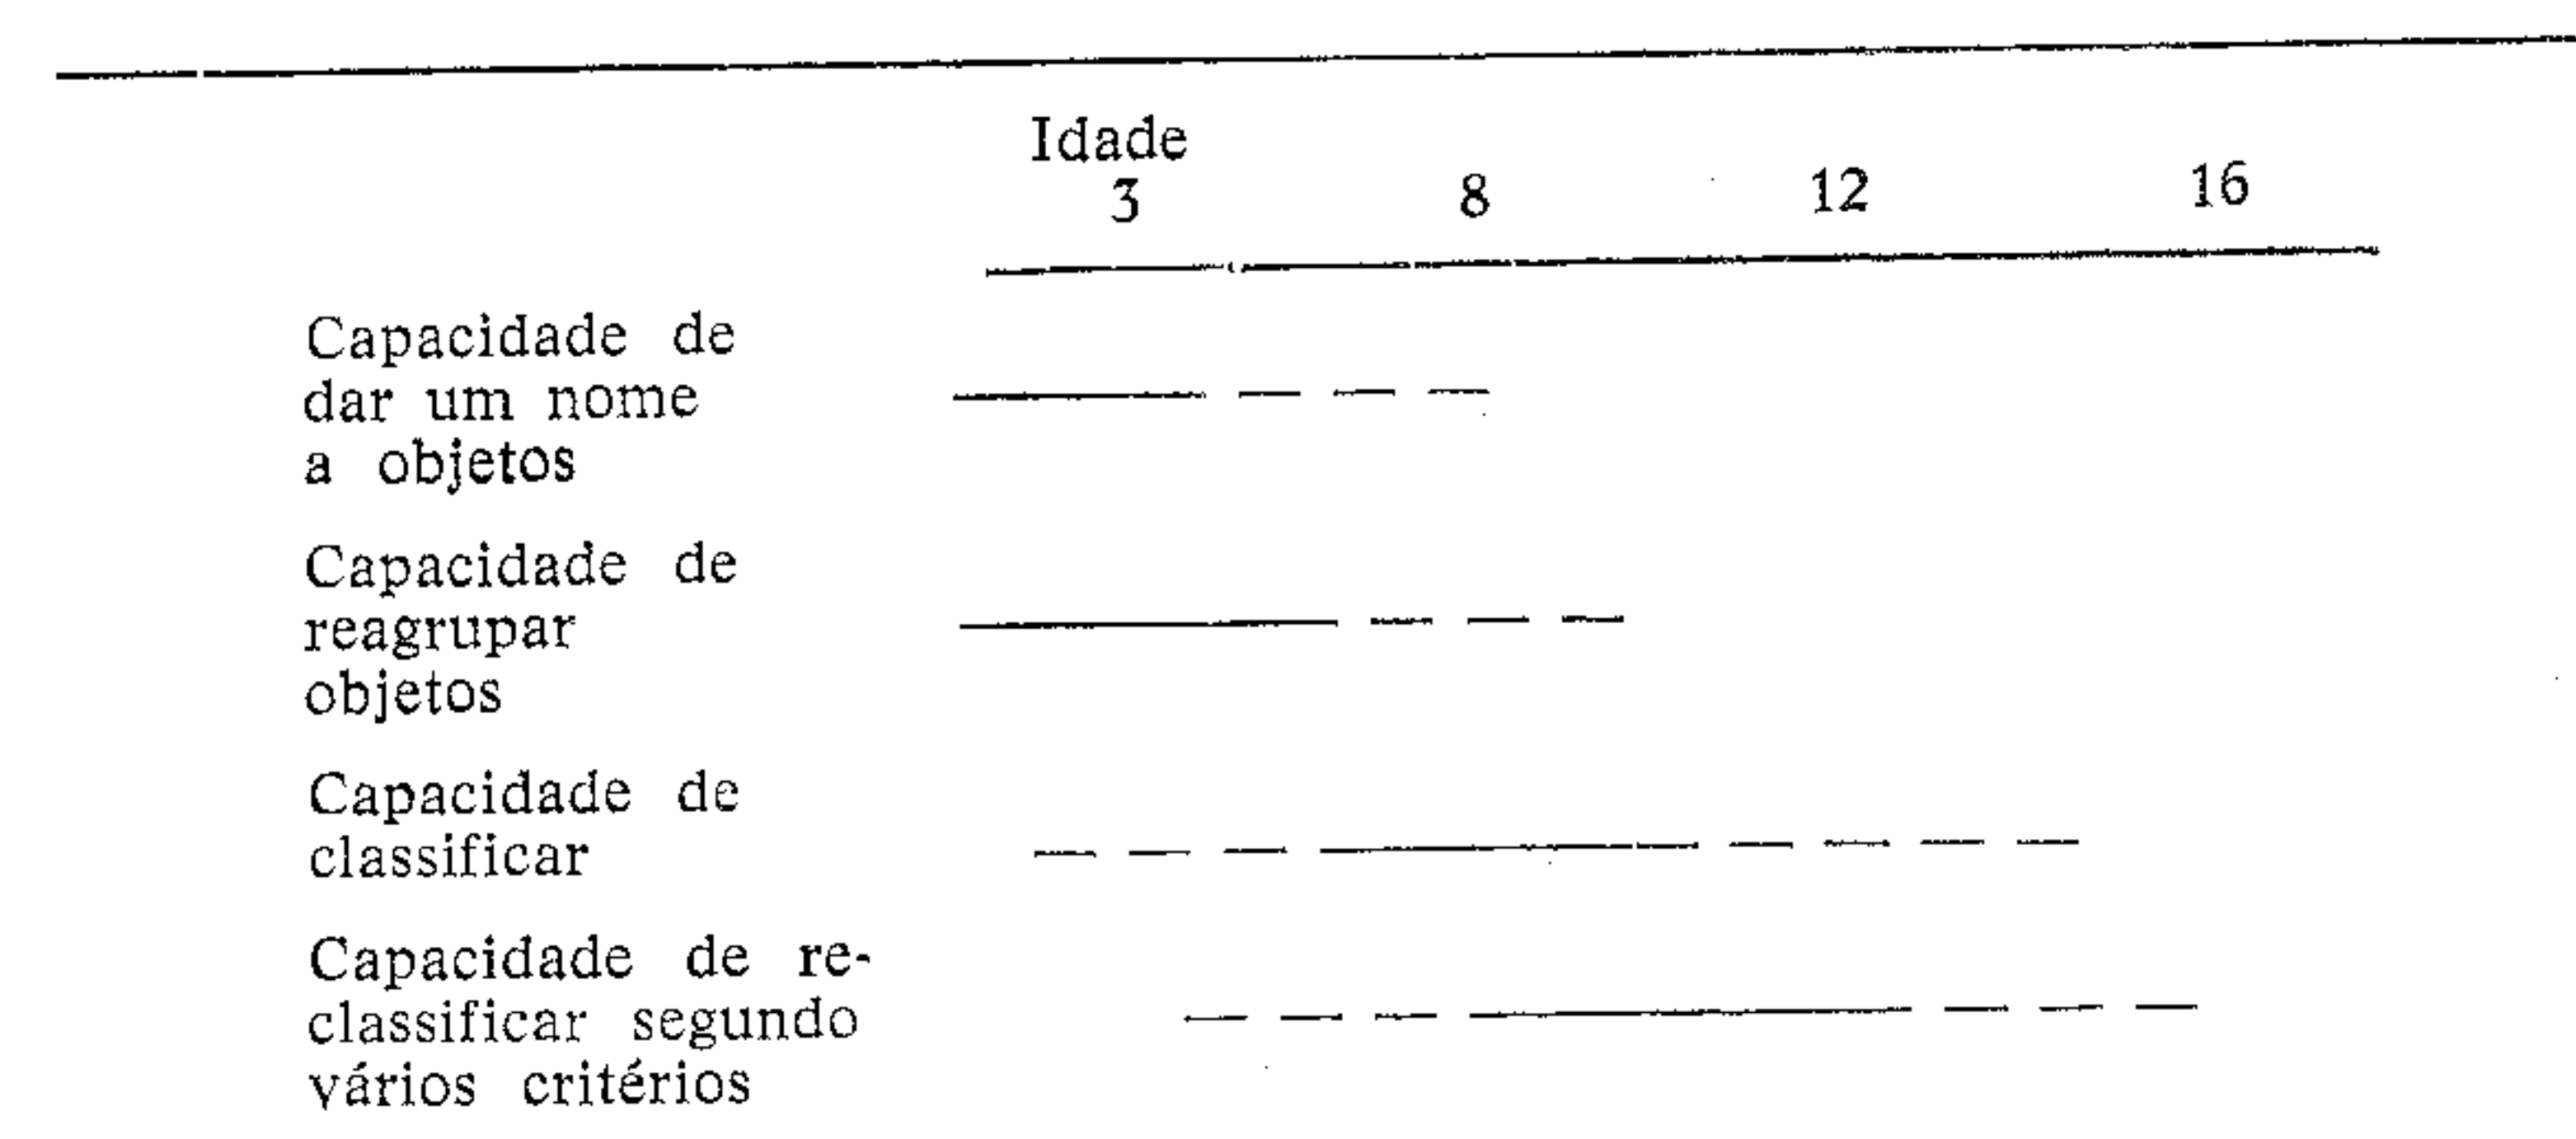 Idade
3 8 12 16
Capacidade de
dar um nome
a objetos
Capacidade de
reagrupar
objetos
Capacidade de
classificar
Capacidade de re-
classificar segundo
vários critérios